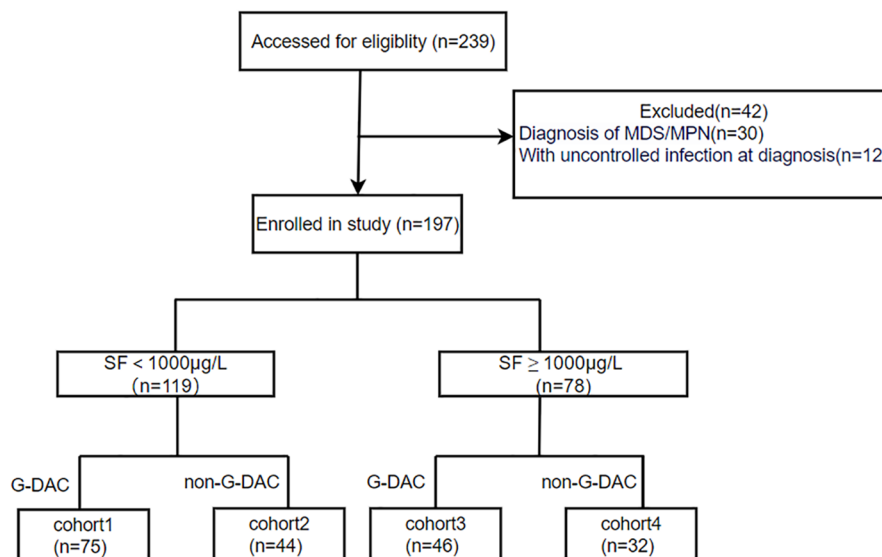 Accessed for eligiblity (n=239)
Excluded(n=42)
Diagnosis of MDS/MPN(n=30)
With uncontrolled infection at diagnosis(n=12
Enrolled in study (n=197)
SF < 1000μg/L
(n=119)
SF ≥ 1000μg/L
(n=78)
G-DAC
non-G-DAC
G-DAC
non-G-DAC
cohort1
(n=75)
cohort2
(n=44)
cohort3
(n=46)
cohort4
(n=32)